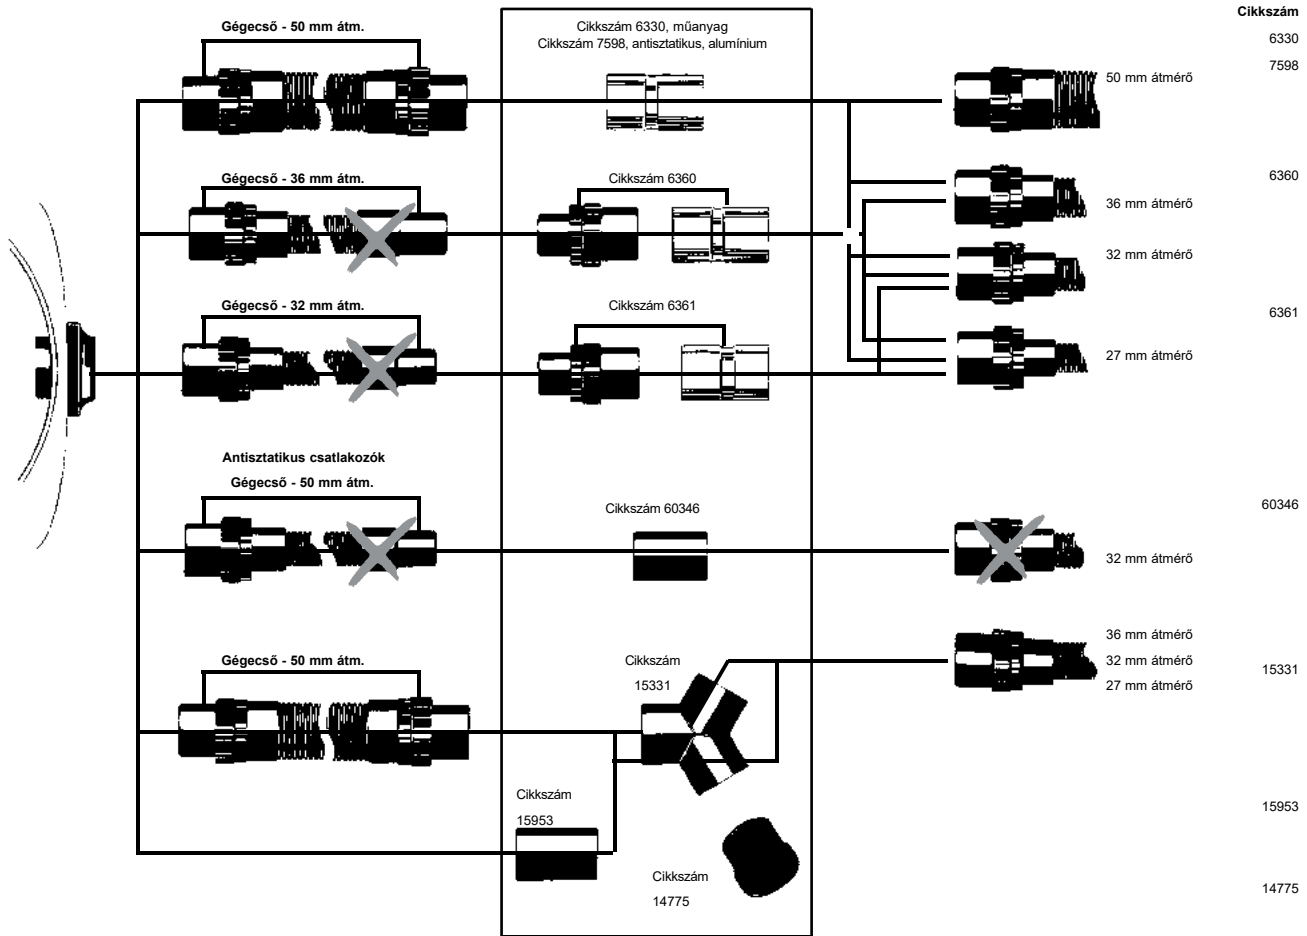 Cikkszám
Gégecső - 50 mm átm.
Cikkszám 6330, műanyag
Cikkszám 7598, antisztatikus, alumínium
6330
7598
50 mm átmérő
Gégecső - 36 mm átm.
Cikkszám 6360
6360
36 mm átmérő
32 mm átmérő
Gégecső - 32 mm átm.
Cikkszám 6361
6361
27 mm átmérő
Antisztatikus csatlakozók
Gégecső - 50 mm átm.
Cikkszám 60346
60346
32 mm átmérő
Gégecső - 50 mm átm.
Cikkszám
15331
36 mm átmérő
32 mm átmérő
27 mm átmérő
15331
Cikkszám
15953
15953
Cikkszám
14775
14775